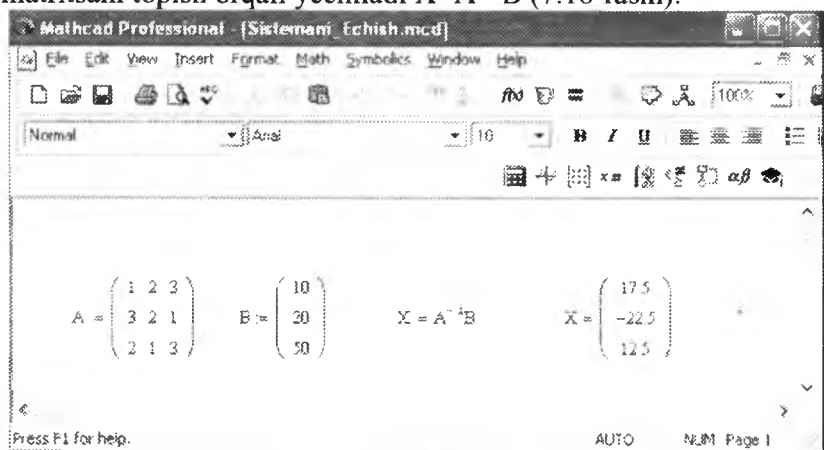 matritsani topish orqali yechiladi X=A⁻¹B (7.16-rasm).
Mathcad Professional - [Sistemani_Echish.mcd]
File Edit View Insert Format Math Symbolics Window Help
100%
Normal Arial 10 B I U
αβ
A := ( 1 2 3 3 2 1 2 1 3 ) B := ( 10 20 50 ) X = A⁻¹B X = ( 17.5 −22.5 12.5 )
Press F1 for help. AUTO NUM Page 1